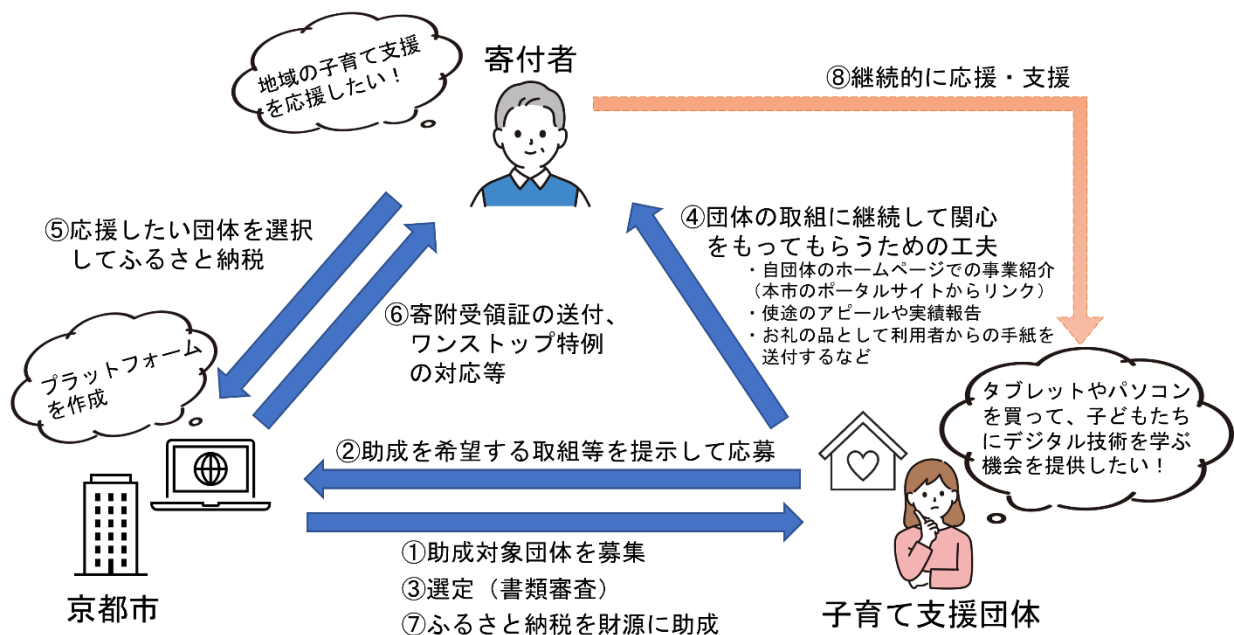 寄付者
地域の子育て支援
を応援したい!
⑧継続的に応援・支援
⑤応援したい団体を選択
してふるさと納税
④団体の取組に継続して関心
をもってもらうための工夫
・自団体のホームページでの事業紹介
(本市のポータルサイトからリンク)
・使途のアピールや実績報告
・お礼の品として利用者からの手紙を
送付するなど
⑥寄附受領証の送付、
ワンストップ特例
の対応等
プラットフォーム
を作成
タブレットやパソコン
を買って、子どもたち
にデジタル技術を学ぶ
機会を提供したい!
②助成を希望する取組等を提示して応募
①助成対象団体を募集
③選定(書類審査)
⑦ふるさと納税を財源に助成
京都市
子育て支援団体